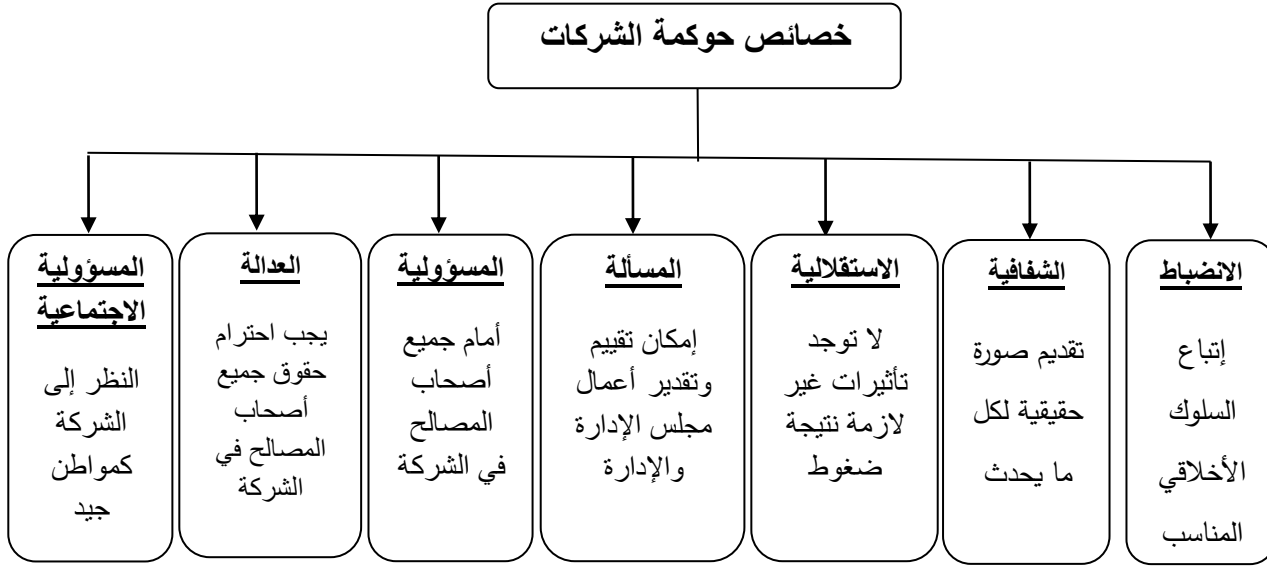 خصائص حوكمة الشركات
الانضباط
إتباع
السلوك
الأخلاقي
المناسب
الشفافية
تقديم صورة
حقيقية لكل
ما يحدث
الاستقلالية
لا توجد
تأثيرات غير
لازمة نتيجة
ضغوط
المسألة
إمكان تقييم
وتقدير أعمال
مجلس الإدارة
والإدارة
المسؤولية
أمام جميع
أصحاب
المصالح
في الشركة
العدالة
يجب احترام
حقوق جميع
أصحاب
المصالح في
الشركة
المسؤولية
الاجتماعية
النظر إلى
الشركة
كمواطن
جيد